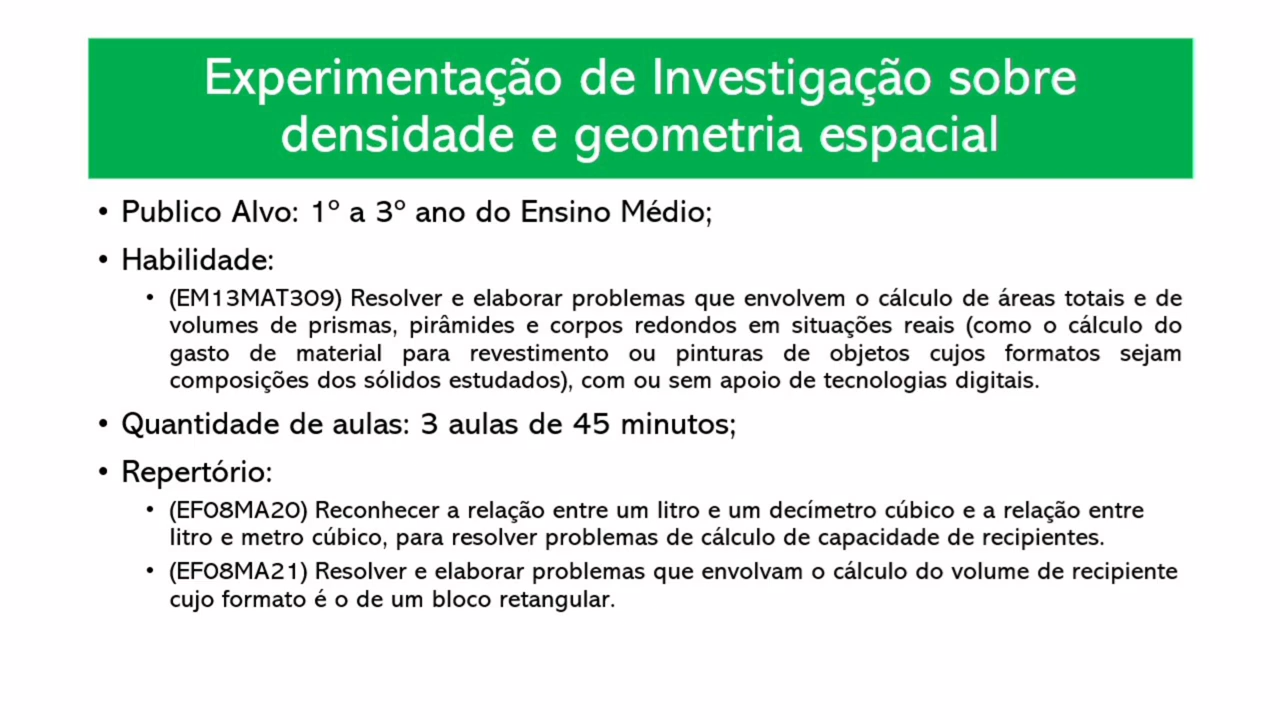 Experimentação de Investigação sobre
densidade e geometria espacial
• Publico Alvo: 1º a 3º ano do Ensino Médio;
• Habilidade:
• (EM13MAT309) Resolver e elaborar problemas que envolvem o cálculo de áreas totais e de
volumes de prismas, pirâmides e corpos redondos em situações reais (como o cálculo do
gasto de material para revestimento ou pinturas de objetos cujos formatos sejam
composições dos sólidos estudados), com ou sem apoio de tecnologias digitais.
• Quantidade de aulas: 3 aulas de 45 minutos;
• Repertório:
• (EF08MA20) Reconhecer a relação entre um litro e um decímetro cúbico e a relação entre
litro e metro cúbico, para resolver problemas de cálculo de capacidade de recipientes.
• (EF08MA21) Resolver e elaborar problemas que envolvam o cálculo do volume de recipiente
cujo formato é o de um bloco retangular.